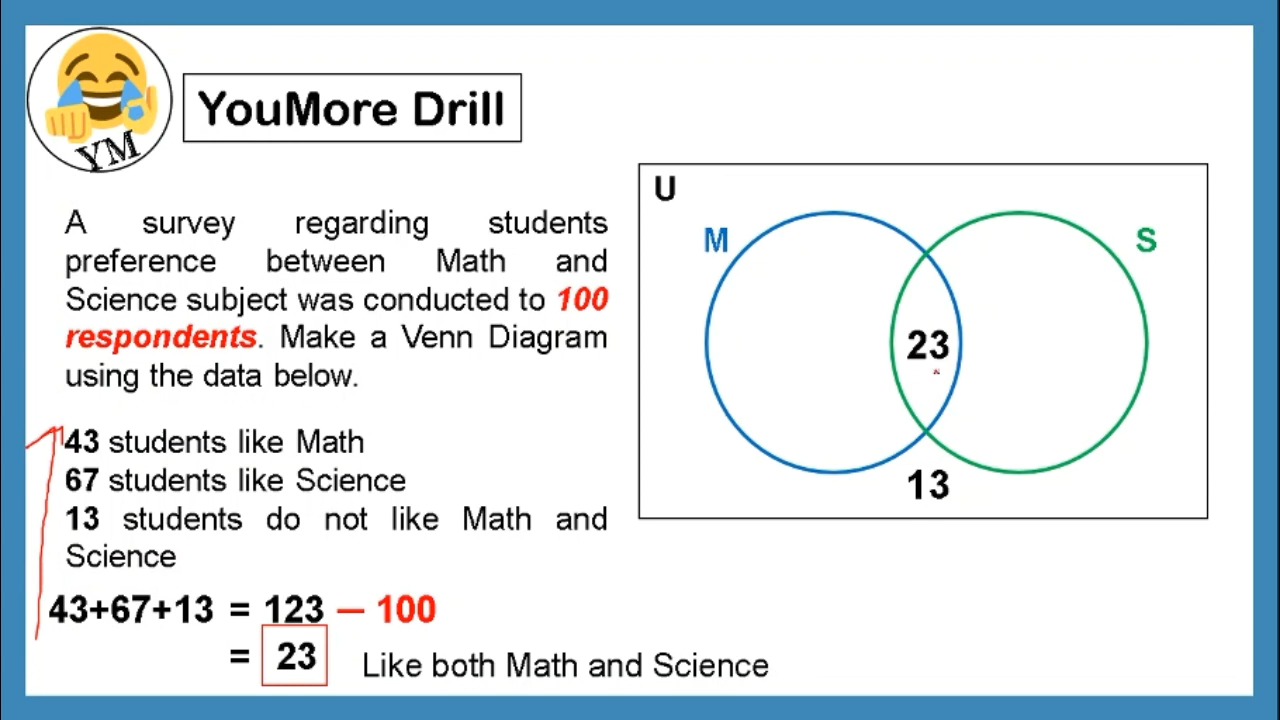 YM
YouMore Drill
A survey regarding students
preference between Math and
Science subject was conducted to 100
respondents. Make a Venn Diagram
using the data below.
43 students like Math
67 students like Science
13 students do not like Math and
Science
43+67+13 = 123 – 100
= 23 Like both Math and Science
U
M
S
23
13